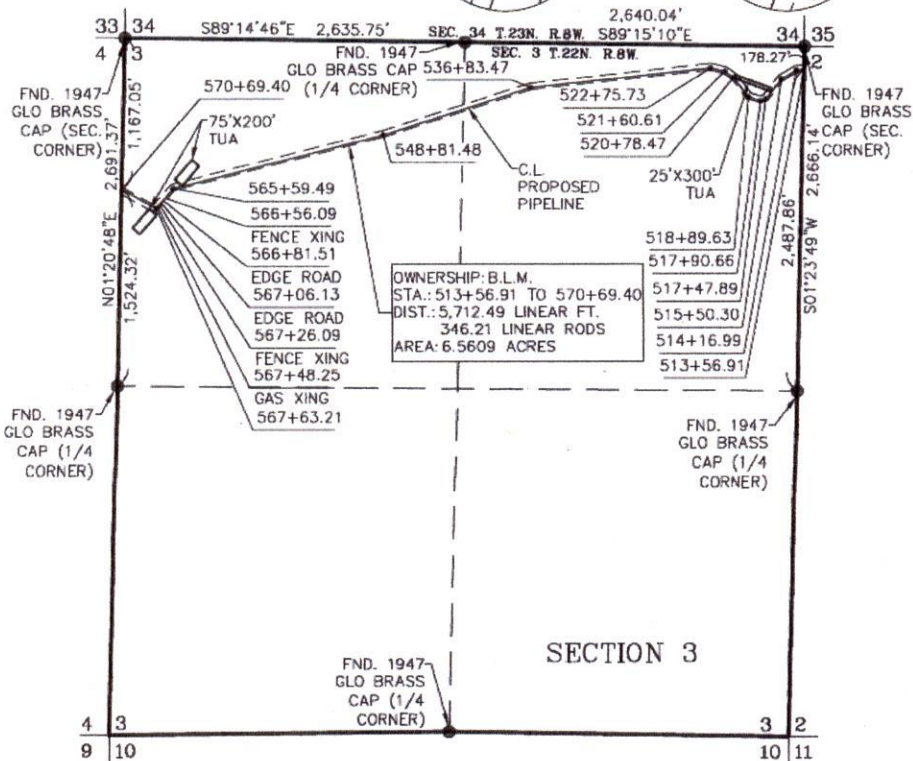 33 34
4 3
S89°14'46"E 2,635.75'
SEC. 34 T.23N. R.8W.
SEC. 3 T.22N. R.8W.
2,640.04'
S89°15'10"E
34 35
2
178.27'
FND. 1947
GLO BRASS
CAP (SEC.
CORNER)
FND. 1947
GLO BRASS CAP
(1/4 CORNER)
FND. 1947
GLO BRASS
CAP (SEC.
CORNER)
2,691.37'
1,167.05'
N01°20'48"E
1,524.32'
2,666.14'
2,487.86'
S01°23'49"W
570+69.40
75'X200'
TUA
536+83.47
548+81.48
C.L.
PROPOSED
PIPELINE
522+75.73
521+60.61
520+78.47
25'X300'
TUA
565+59.49
566+56.09
FENCE XING
566+81.51
EDGE ROAD
567+06.13
EDGE ROAD
567+26.09
FENCE XING
567+48.25
GAS XING
567+63.21
518+89.63
517+90.66
517+47.89
515+50.30
514+16.99
513+56.91
OWNERSHIP: B.L.M.
STA.: 513+56.91 TO 570+69.40
DIST.: 5,712.49 LINEAR FT.
346.21 LINEAR RODS
AREA: 6.5609 ACRES
FND. 1947
GLO BRASS
CAP (1/4
CORNER)
FND. 1947
GLO BRASS
CAP (1/4
CORNER)
SECTION 3
FND. 1947
GLO BRASS
CAP (1/4
CORNER)
4 3
9 10
3 2
10 11